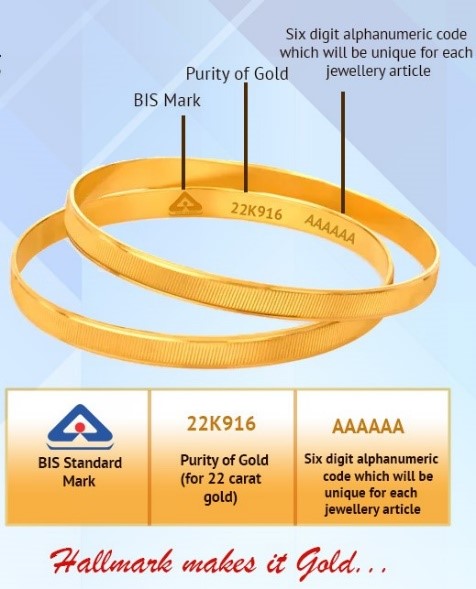 Six digit alphanumeric code
which will be unique for each
jewellery article
Purity of Gold
BIS Mark
22K916
AAAAAA
BIS Standard
Mark
22K916
Purity of Gold
(for 22 carat
gold)
AAAAAA
Six digit alphanumeric
code which will be
unique for each
jewellery article
Hallmark makes it Gold...